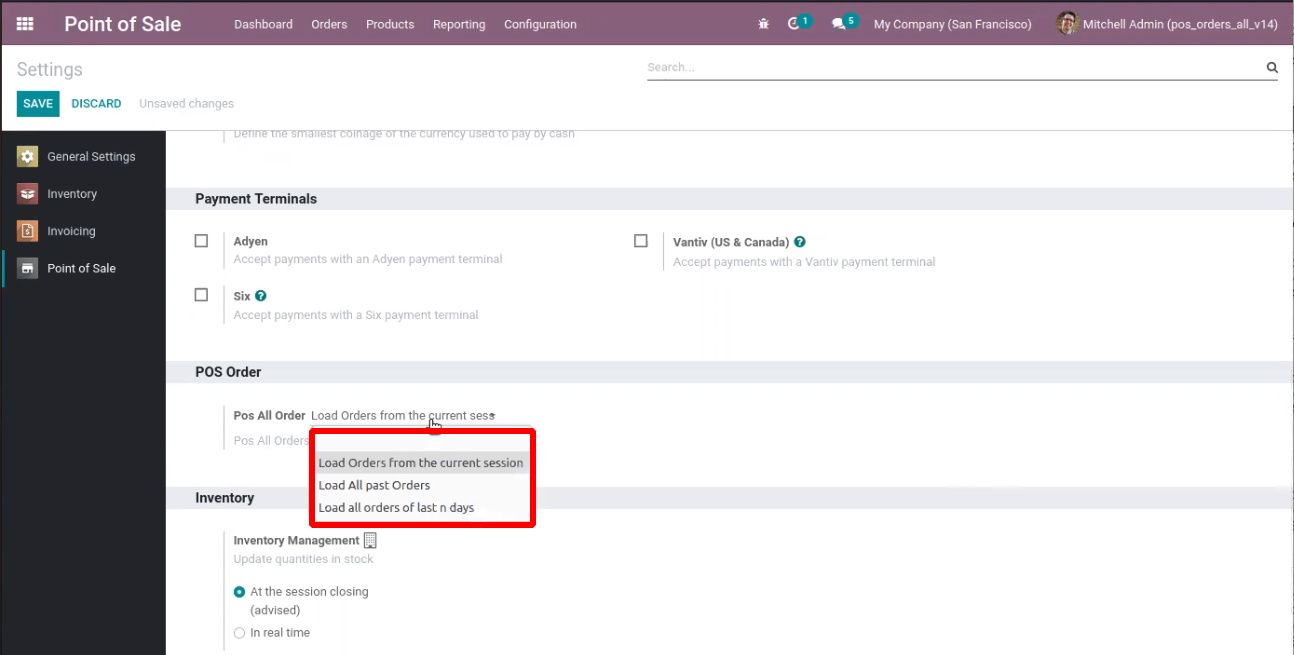 Point of Sale Dashboard Orders Products Reporting Configuration 1 5 My Company (San Francisco) Mitchell Admin (pos_orders_all_v14)
Settings Search...
SAVE DISCARD Unsaved changes
General Settings
Inventory
Invoicing
Point of Sale
Define the smallest coinage of the currency used to pay by cash
Payment Terminals
Adyen
Accept payments with an Adyen payment terminal
Vantiv (US & Canada) ?
Accept payments with a Vantiv payment terminal
Six ?
Accept payments with a Six payment terminal
POS Order
Pos All Order Load Orders from the current sess
Pos All Orders
Load Orders from the current session
Load All past Orders
Load all orders of last n days
Inventory
Inventory Management
Update quantities in stock
At the session closing
(advised)
In real time